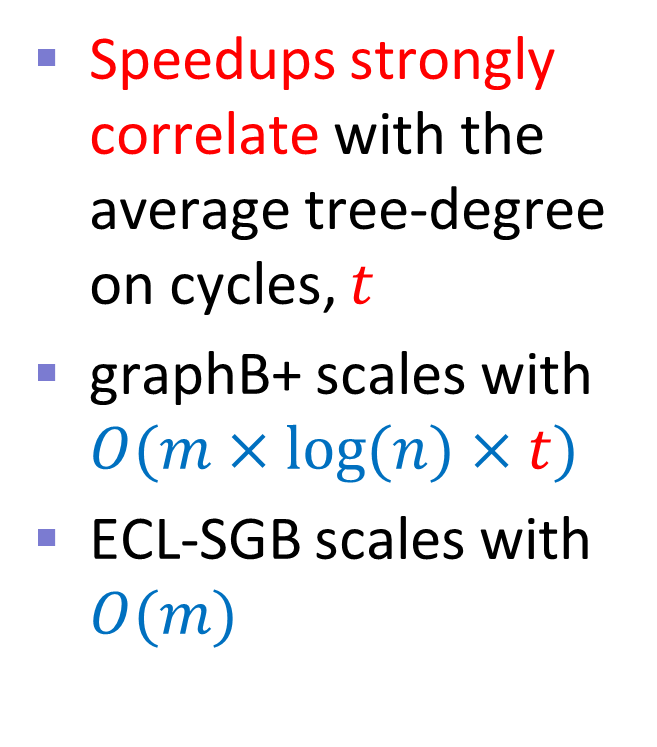 Speedups strongly
correlate with the
average tree-degree
on cycles, t
graphB+ scales with
O(m × log(n) × t)
ECL-SGB scales with
O(m)